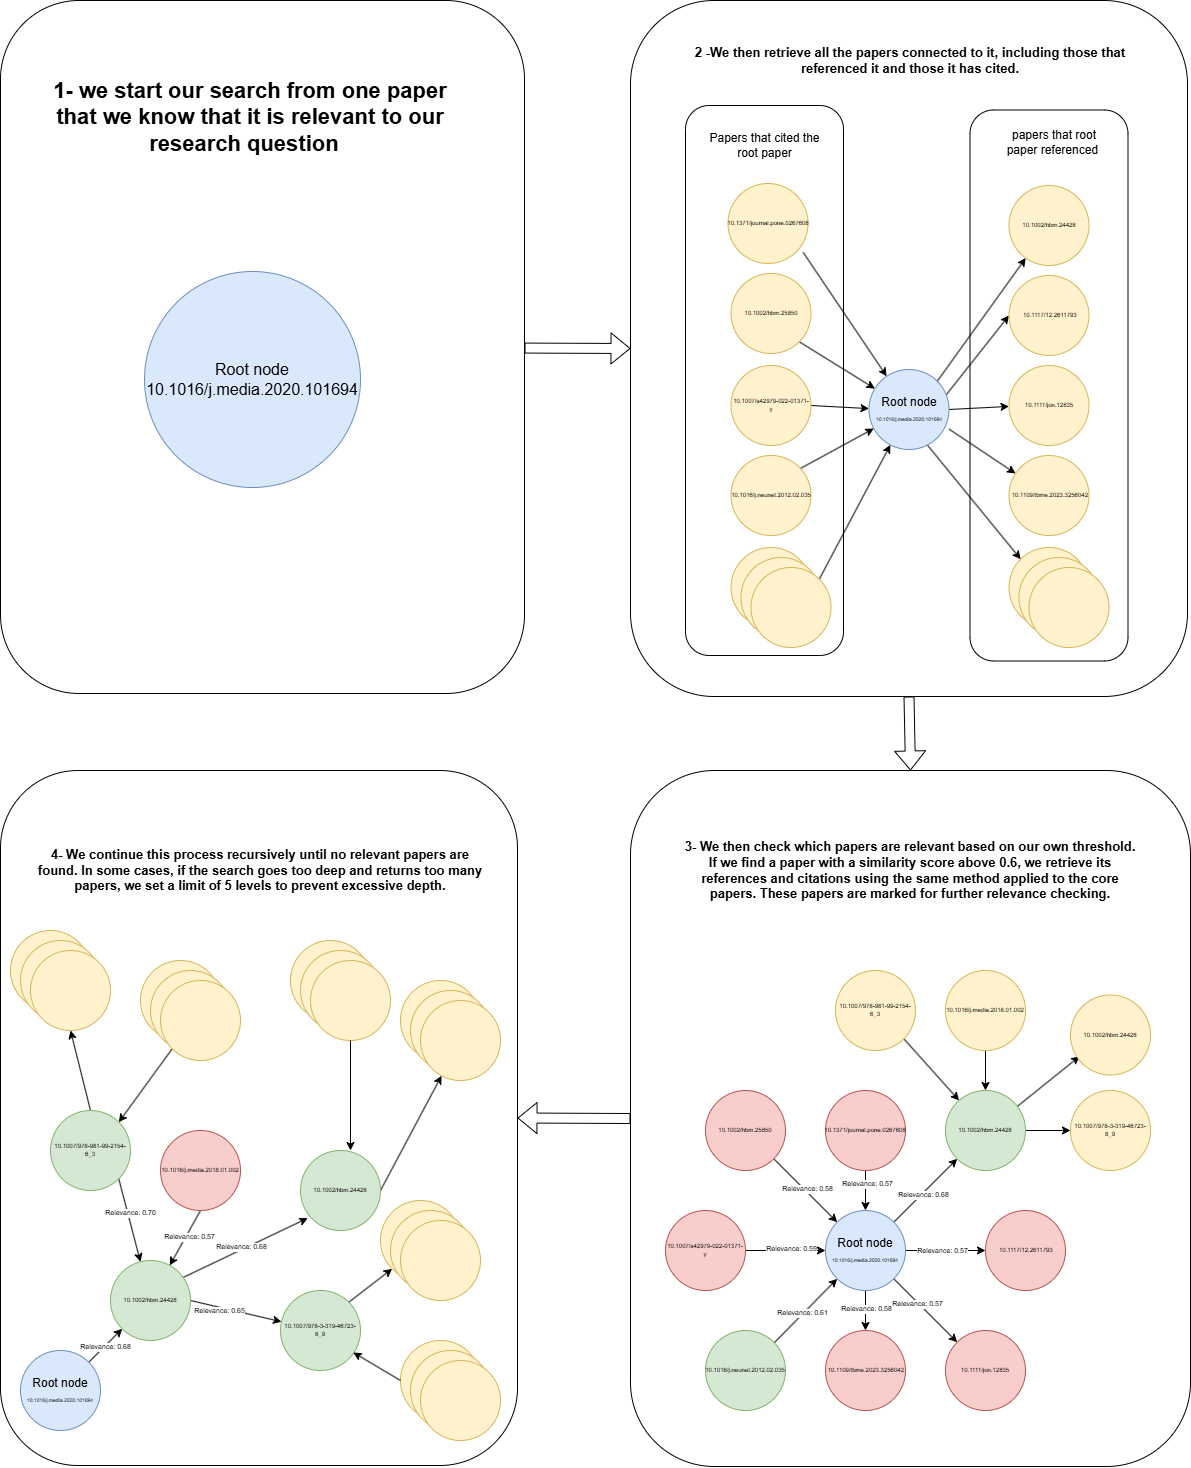 1- we start our search from one paper
that we know that it is relevant to our
research question
Root node
10.1016/j.media.2020.101694
2 -We then retrieve all the papers connected to it, including those that
referenced it and those it has cited.
Papers that cited the
root paper
10.1371/journal.pone.0267608
10.1002/hbm.25850
10.1007/s42979-022-01371-
y
10.1016/j.neunet.2012.02.035
Root node
10.1016/j.media.2020.101694
papers that root
paper referenced
10.1002/hbm.24428
10.1117/12.2611793
10.1111/jon.12835
10.1109/tbme.2023.3256042
3- We then check which papers are relevant based on our own threshold.
If we find a paper with a similarity score above 0.6, we retrieve its
references and citations using the same method applied to the core
papers. These papers are marked for further relevance checking.
10.1007/978-981-99-2154-
6_3
10.1016/j.media.2018.01.002
10.1002/hbm.24428
10.1002/hbm.25850
10.1371/journal.pone.0267608
10.1002/hbm.24428
10.1007/978-3-319-46723-
8_9
Relevance: 0.58
Relevance: 0.57
Relevance: 0.68
10.1007/s42979-022-01371-
y
Relevance: 0.59
Root node
10.1016/j.media.2020.101694
Relevance: 0.57
10.1117/12.2611793
Relevance: 0.61
Relevance: 0.58
Relevance: 0.57
10.1016/j.neunet.2012.02.035
10.1109/tbme.2023.3256042
10.1111/jon.12835
4- We continue this process recursively until no relevant papers are
found. In some cases, if the search goes too deep and returns too many
papers, we set a limit of 5 levels to prevent excessive depth.
10.1007/978-981-99-2154-
6_3
10.1016/j.media.2018.01.002
10.1002/hbm.24428
Relevance: 0.70
Relevance: 0.57
Relevance: 0.68
10.1002/hbm.24428
Relevance: 0.65
10.1007/978-3-319-46723-
8_9
Relevance: 0.68
Root node
10.1016/j.media.2020.101694